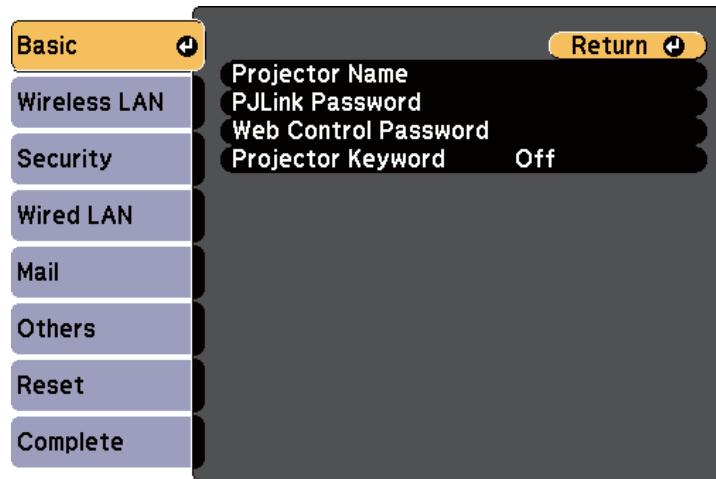 Basic
Return
Projector Name
PJLink Password
Web Control Password
Projector Keyword Off
Wireless LAN
Security
Wired LAN
Mail
Others
Reset
Complete